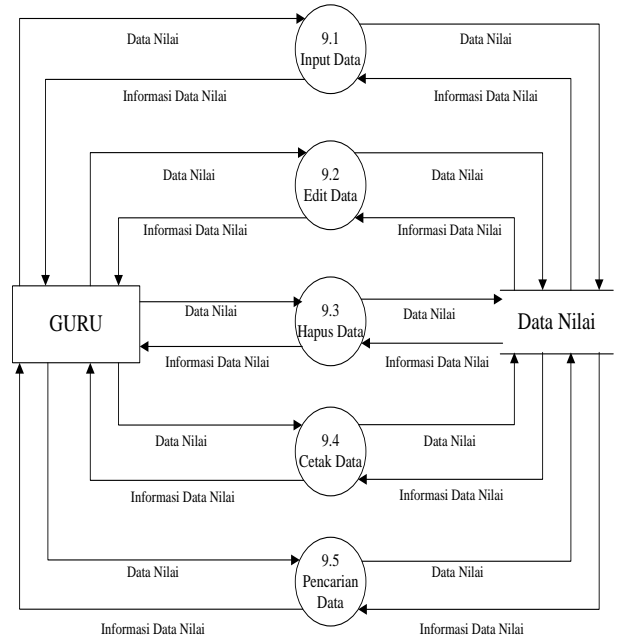 9.1
Input Data
Data Nilai
Data Nilai
Informasi Data Nilai
Informasi Data Nilai
9.2
Edit Data
Data Nilai
Data Nilai
Informasi Data Nilai
Informasi Data Nilai
GURU
9.3
Hapus Data
Data Nilai
Data Nilai
Informasi Data Nilai
Informasi Data Nilai
Data Nilai
9.4
Cetak Data
Data Nilai
Data Nilai
Informasi Data Nilai
Informasi Data Nilai
9.5
Pencarian
Data
Data Nilai
Data Nilai
Informasi Data Nilai
Informasi Data Nilai